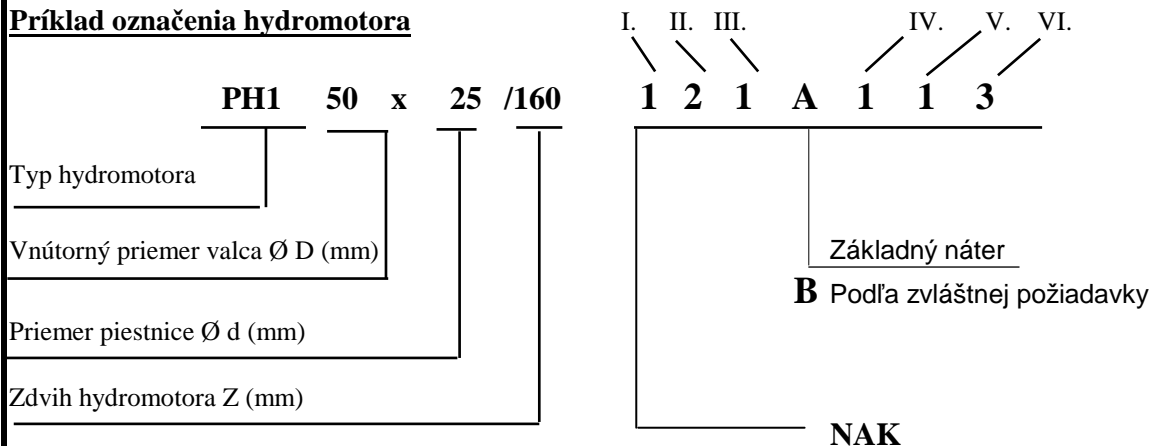 Príklad označenia hydromotora
I. II. III. IV. V. VI.
PH1 50 x 25 /160 1 2 1 A 1 1 3
Typ hydromotora
Vnútorný priemer valca Ø D (mm)
Základný náter
B Podľa zvláštnej požiadavky
Priemer piestnice Ø d (mm)
Zdvih hydromotora Z (mm)
NAK